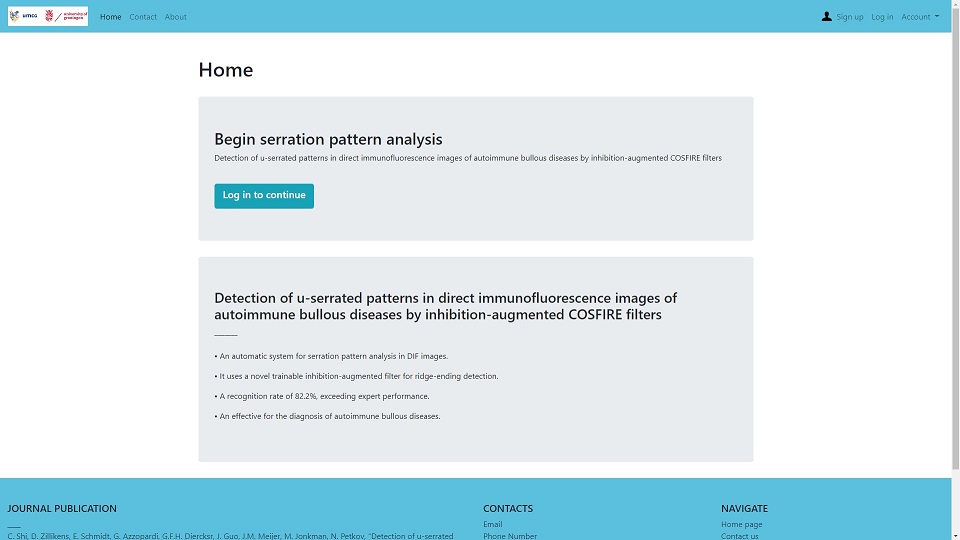 umcg university of groningen Home Contact About Sign up Log in Account
Home
Begin serration pattern analysis
Detection of u-serrated patterns in direct immunofluorescence images of autoimmune bullous diseases by inhibition-augmented COSFIRE filters
Log in to continue
Detection of u-serrated patterns in direct immunofluorescence images of
autoimmune bullous diseases by inhibition-augmented COSFIRE filters
• An automatic system for serration pattern analysis in DIF images.
• It uses a novel trainable inhibition-augmented filter for ridge-ending detection.
• A recognition rate of 82.2%, exceeding expert performance.
• An effective for the diagnosis of autoimmune bullous diseases.
JOURNAL PUBLICATION
C. Shi, D. Zillikens, E. Schmidt, G. Azzopardi, G.F.H. Diercksr, J. Guo, J.M. Meijer, M. Jonkman, N. Petkov, "Detection of u-serrated
CONTACTS
Email
Phone Number
NAVIGATE
Home page
Contact us